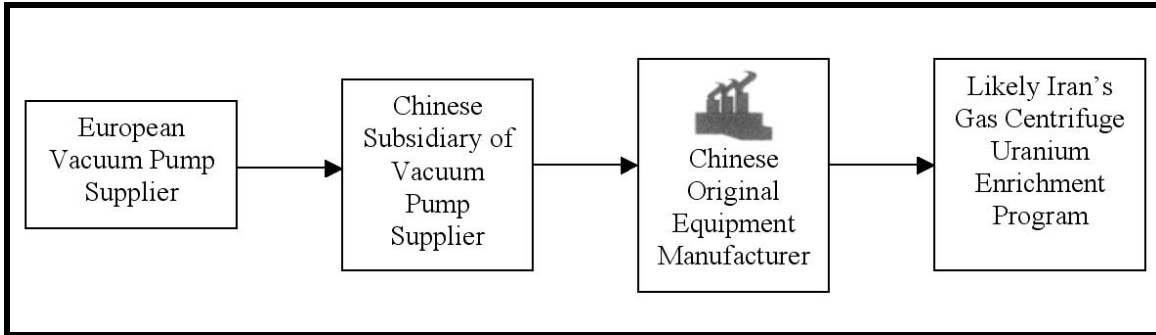 European
Vacuum Pump
Supplier
Chinese
Subsidiary of
Vacuum
Pump
Supplier
Chinese
Original
Equipment
Manufacturer
Likely Iran’s
Gas Centrifuge
Uranium
Enrichment
Program